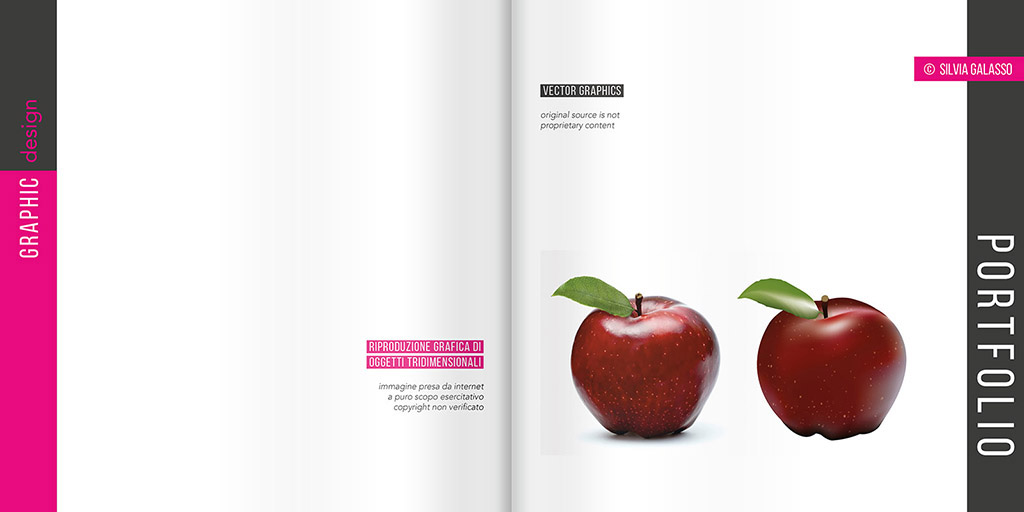 GRAPHIC design
RIPRODUZIONE GRAFICA DI
OGGETTI TRIDIMENSIONALI
immagine presa da internet
a puro scopo esercitativo
copyright non verificato
VECTOR GRAPHICS
original source is not
proprietary content
© SILVIA GALASSO
PORTFOLIO